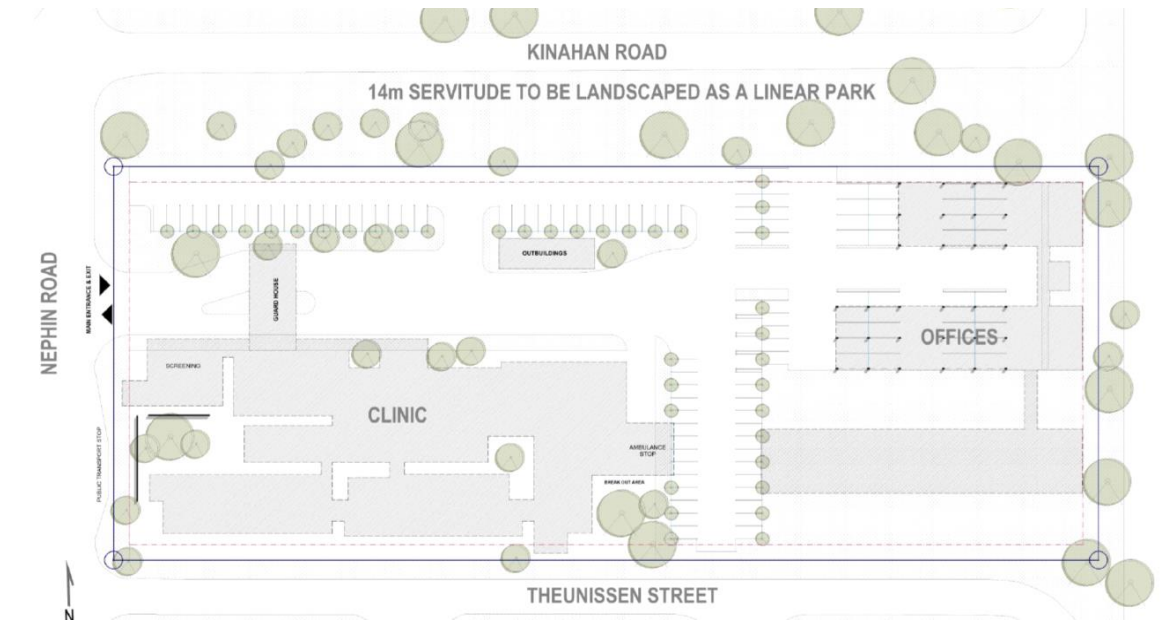 KINAHAN ROAD
14m SERVITUDE TO BE LANDSCAPED AS A LINEAR PARK
NEPHIN ROAD
MAIN ENTRANCE & EXIT
GUARD HOUSE
OUTBUILDINGS
OFFICES
SCREENING
CLINIC
PUBLIC TRANSPORT STOP
AMBULANCE
STOP
BREAK OUT AREA
THEUNISSEN STREET
N